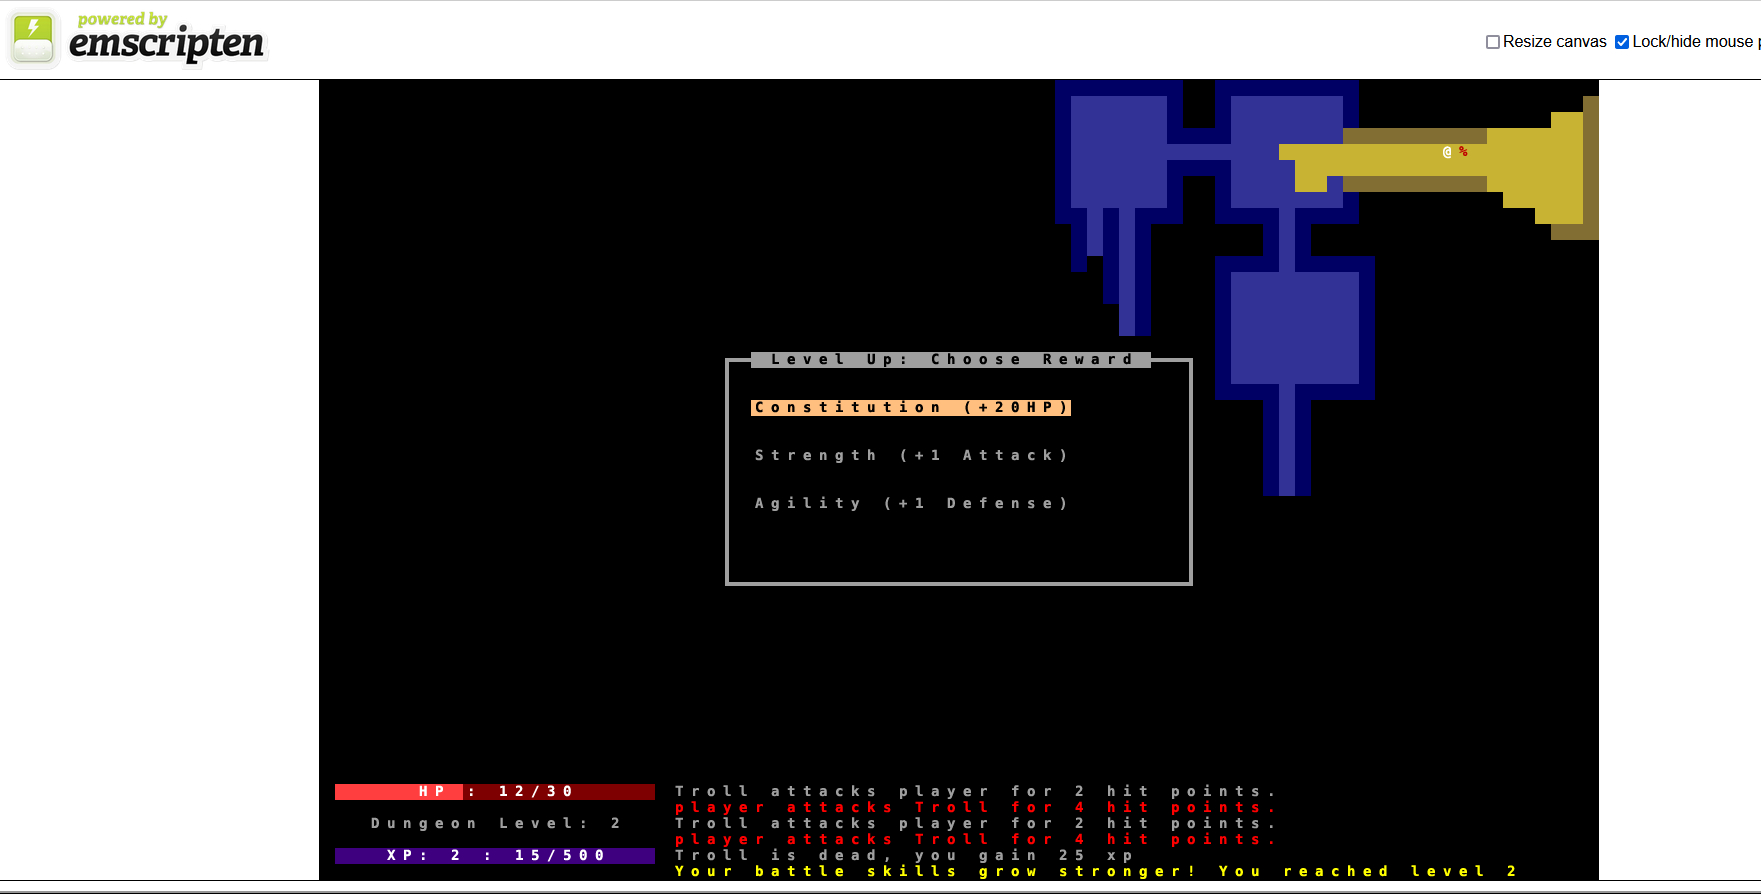 powered by
emscripten
Resize canvas
Lock/hide mouse
@ %
Level Up: Choose Reward
Constitution (+20HP)
Strength (+1 Attack)
Agility (+1 Defense)
HP : 12/30
Dungeon Level: 2
XP: 2 : 15/500
Troll attacks player for 2 hit points.
player attacks Troll for 4 hit points.
Troll attacks player for 2 hit points.
player attacks Troll for 4 hit points.
Troll is dead, you gain 25 xp
Your battle skills grow stronger! You reached level 2